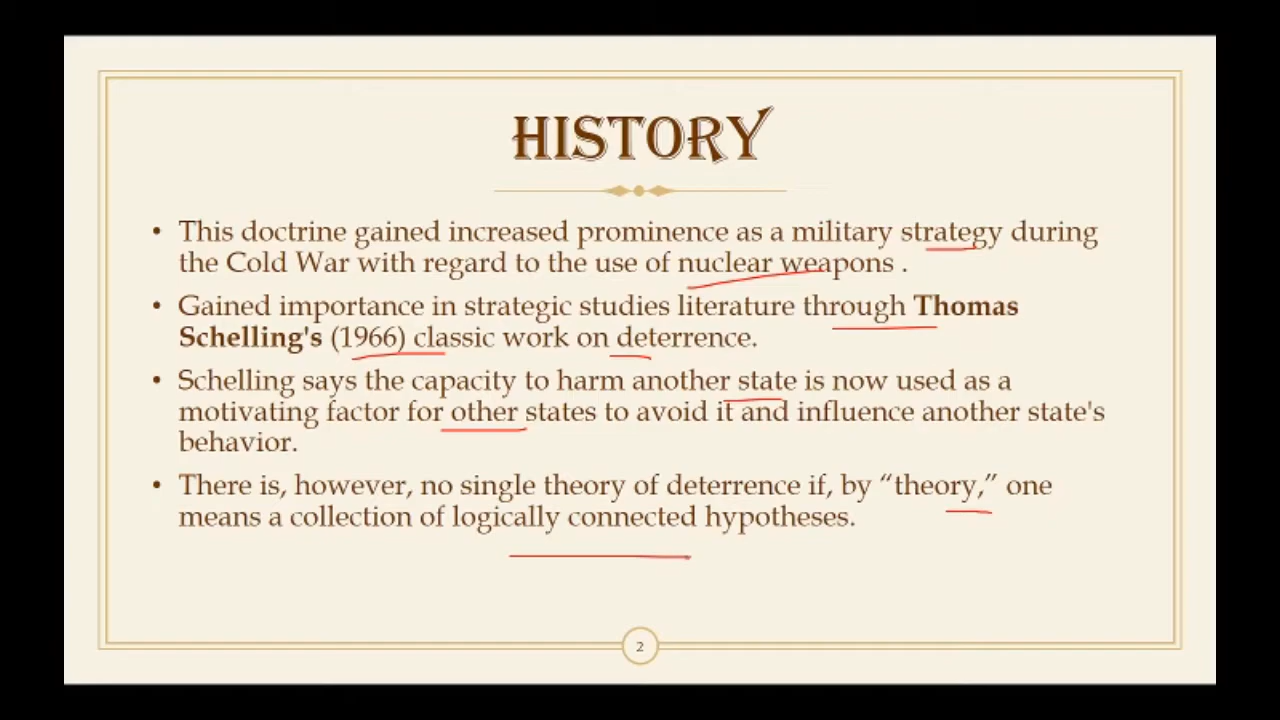 HISTORY
• This doctrine gained increased prominence as a military strategy during
the Cold War with regard to the use of nuclear weapons .
• Gained importance in strategic studies literature through Thomas
Schelling's (1966) classic work on deterrence.
• Schelling says the capacity to harm another state is now used as a
motivating factor for other states to avoid it and influence another state's
behavior.
• There is, however, no single theory of deterrence if, by “theory,” one
means a collection of logically connected hypotheses.
2